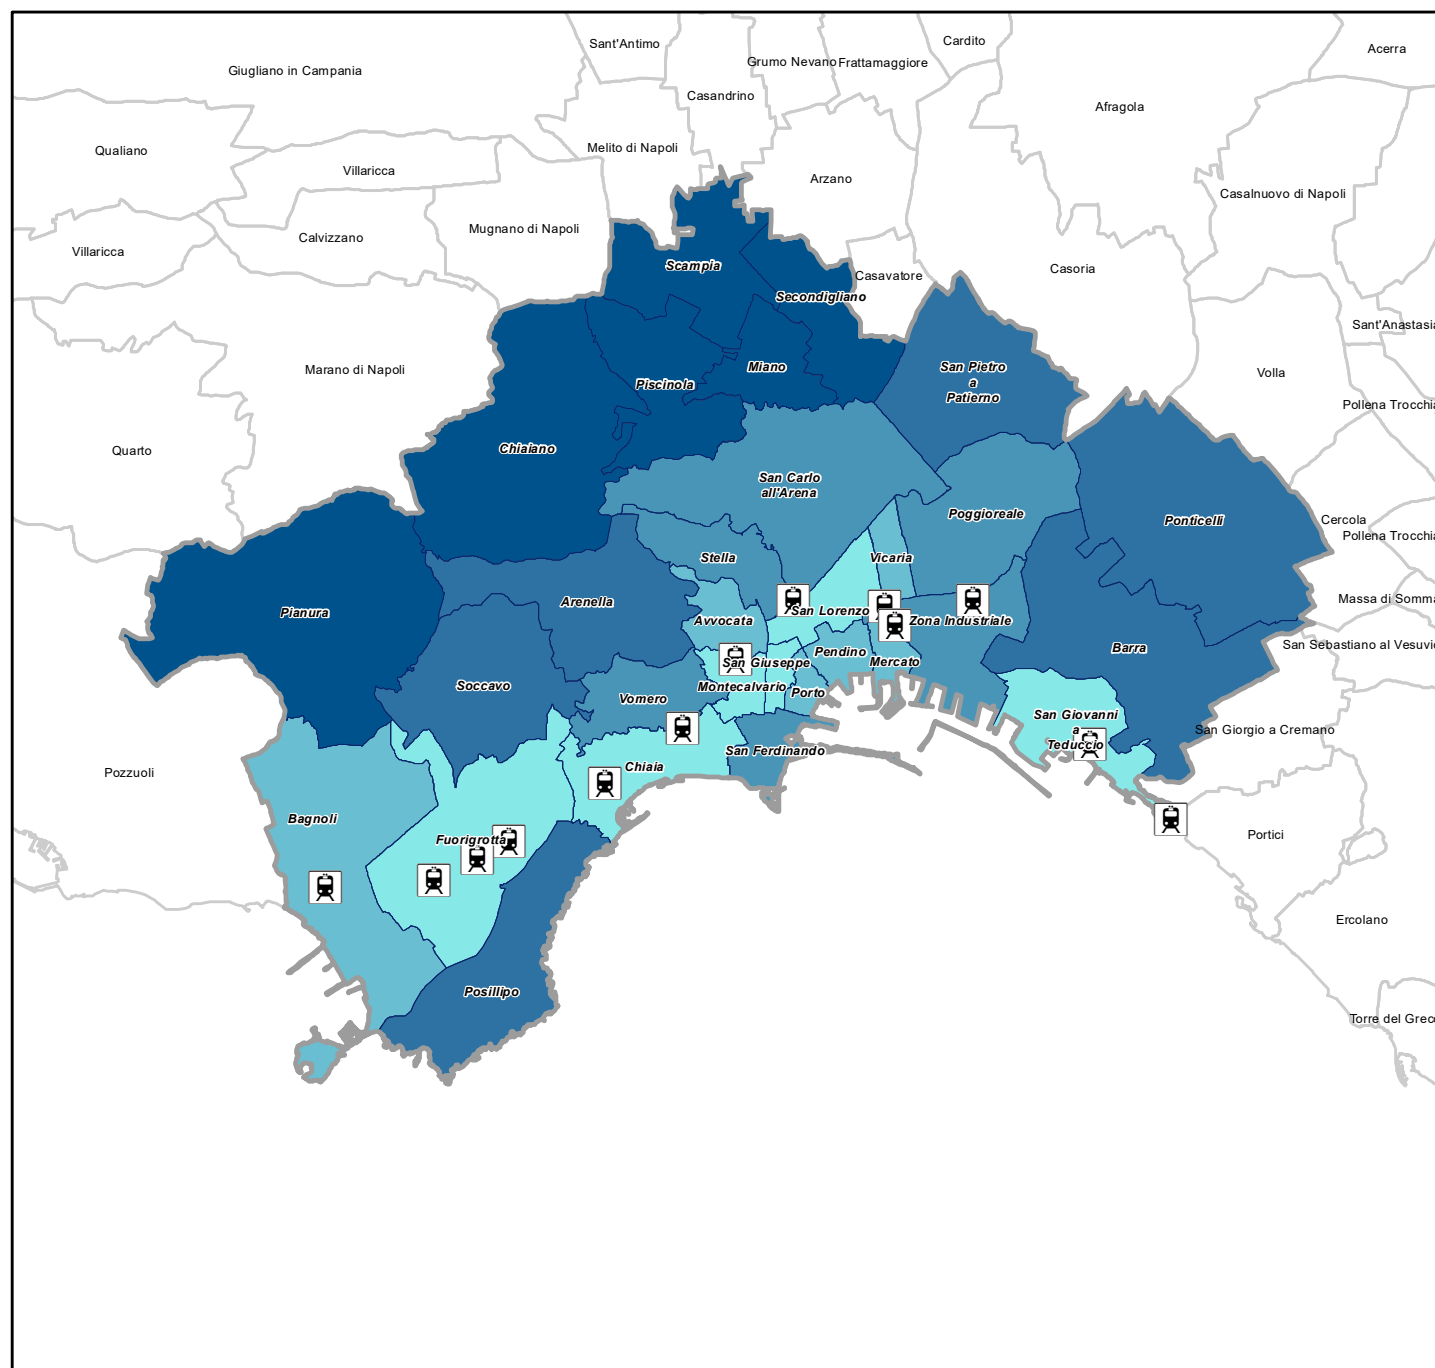 Sant'Antimo
Cardito
Acerra
Giugliano in Campania
Grumo Nevano
Frattamaggiore
Casandrino
Afragola
Qualiano
Melito di Napoli
Villaricca
Arzano
Casalnuovo di Napoli
Mugnano di Napoli
Calvizzano
Villaricca
Scampia
Casavatore
Casoria
Secondigliano
Sant'Anastasia
Marano di Napoli
Piscinola
Miano
San Pietro
a
Patierno
Volla
Pollena Trocchia
Quarto
Chiaiano
San Carlo
all'Arena
Poggioreale
Ponticelli
Cercola
Pollena Trocchia
Stella
Vicaria
Pianura
Arenella
Massa di Somma
Avvocata
San Lorenzo
Zona Industriale
San Sebastiano al Vesuvio
Pendino
Barra
San Giuseppe
Mercato
Soccavo
Montecalvario
Porto
Vomero
San Giovanni
a
Teduccio
San Giorgio a Cremano
San Ferdinando
Pozzuoli
Chiaia
Bagnoli
Fuorigrotta
Portici
Ercolano
Posillipo
Torre del Greco